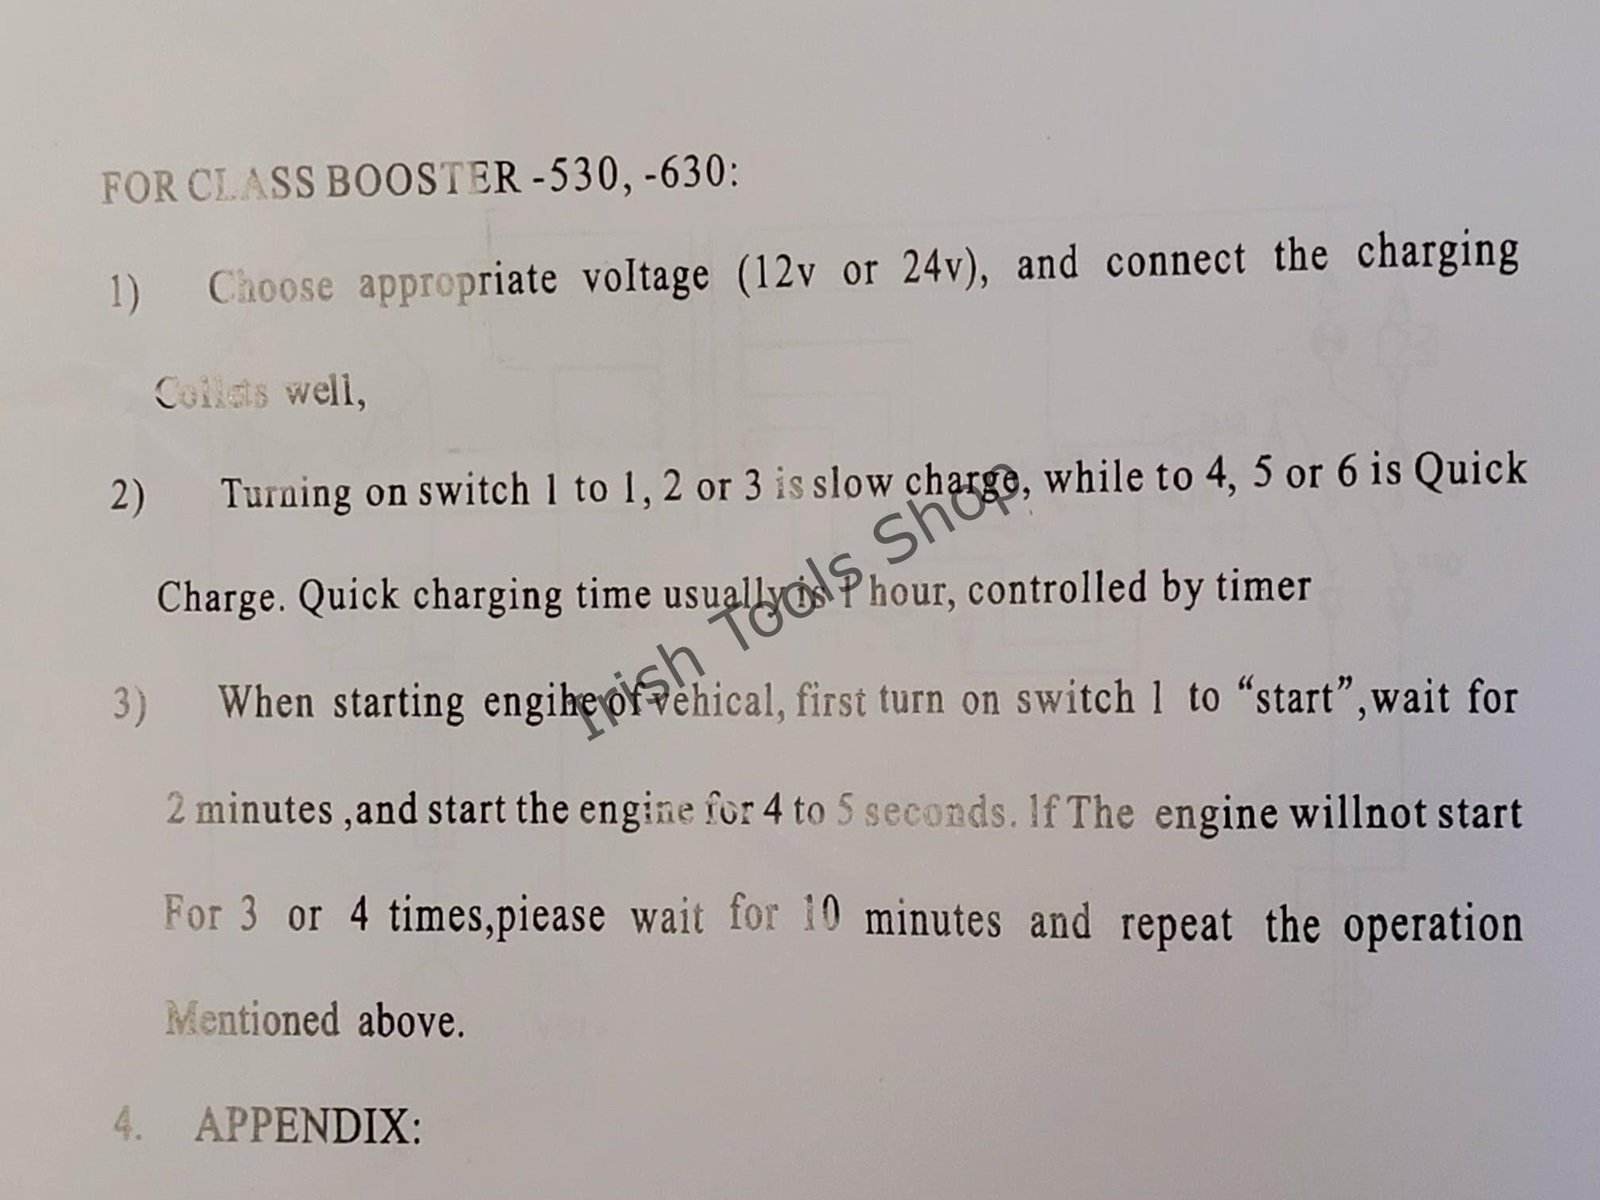 FOR CLASS BOOSTER -530, -630:
1) Choose appropriate voItage (12v or 24v), and connect the charging
Collets well,
2) Turning on switch 1 to 1, 2 or 3 is slow charge, while to 4, 5 or 6 is Quick
Charge. Quick charging time usually is 1 hour, controlled by timer
3) When starting engihe of vehical, first turn on switch 1 to “start”,wait for
2 minutes ,and start the engine for 4 to 5 seconds. If The engine willnot start
For 3 or 4 times,piease wait for 10 minutes and repeat the operation
Mentioned above.
4. APPENDIX:
Irish Tools Shop